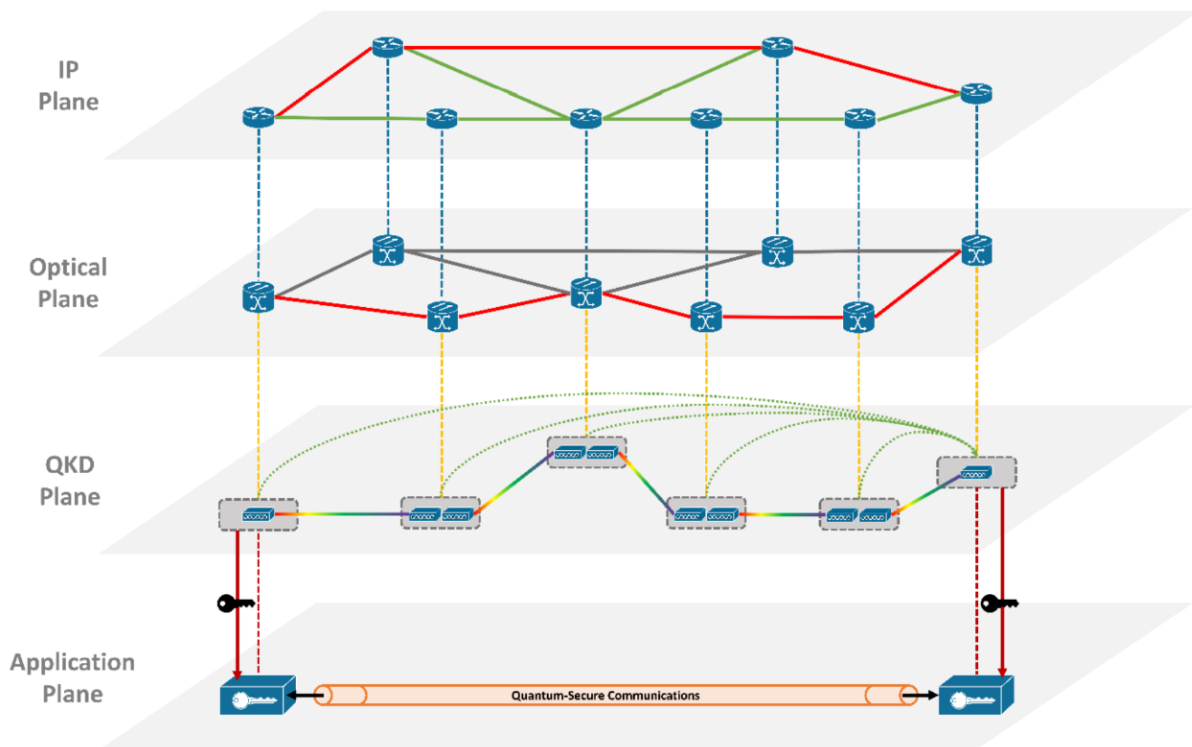 IP
Plane
Optical
Plane
QKD
Plane
Application
Plane
Quantum-Secure Communications